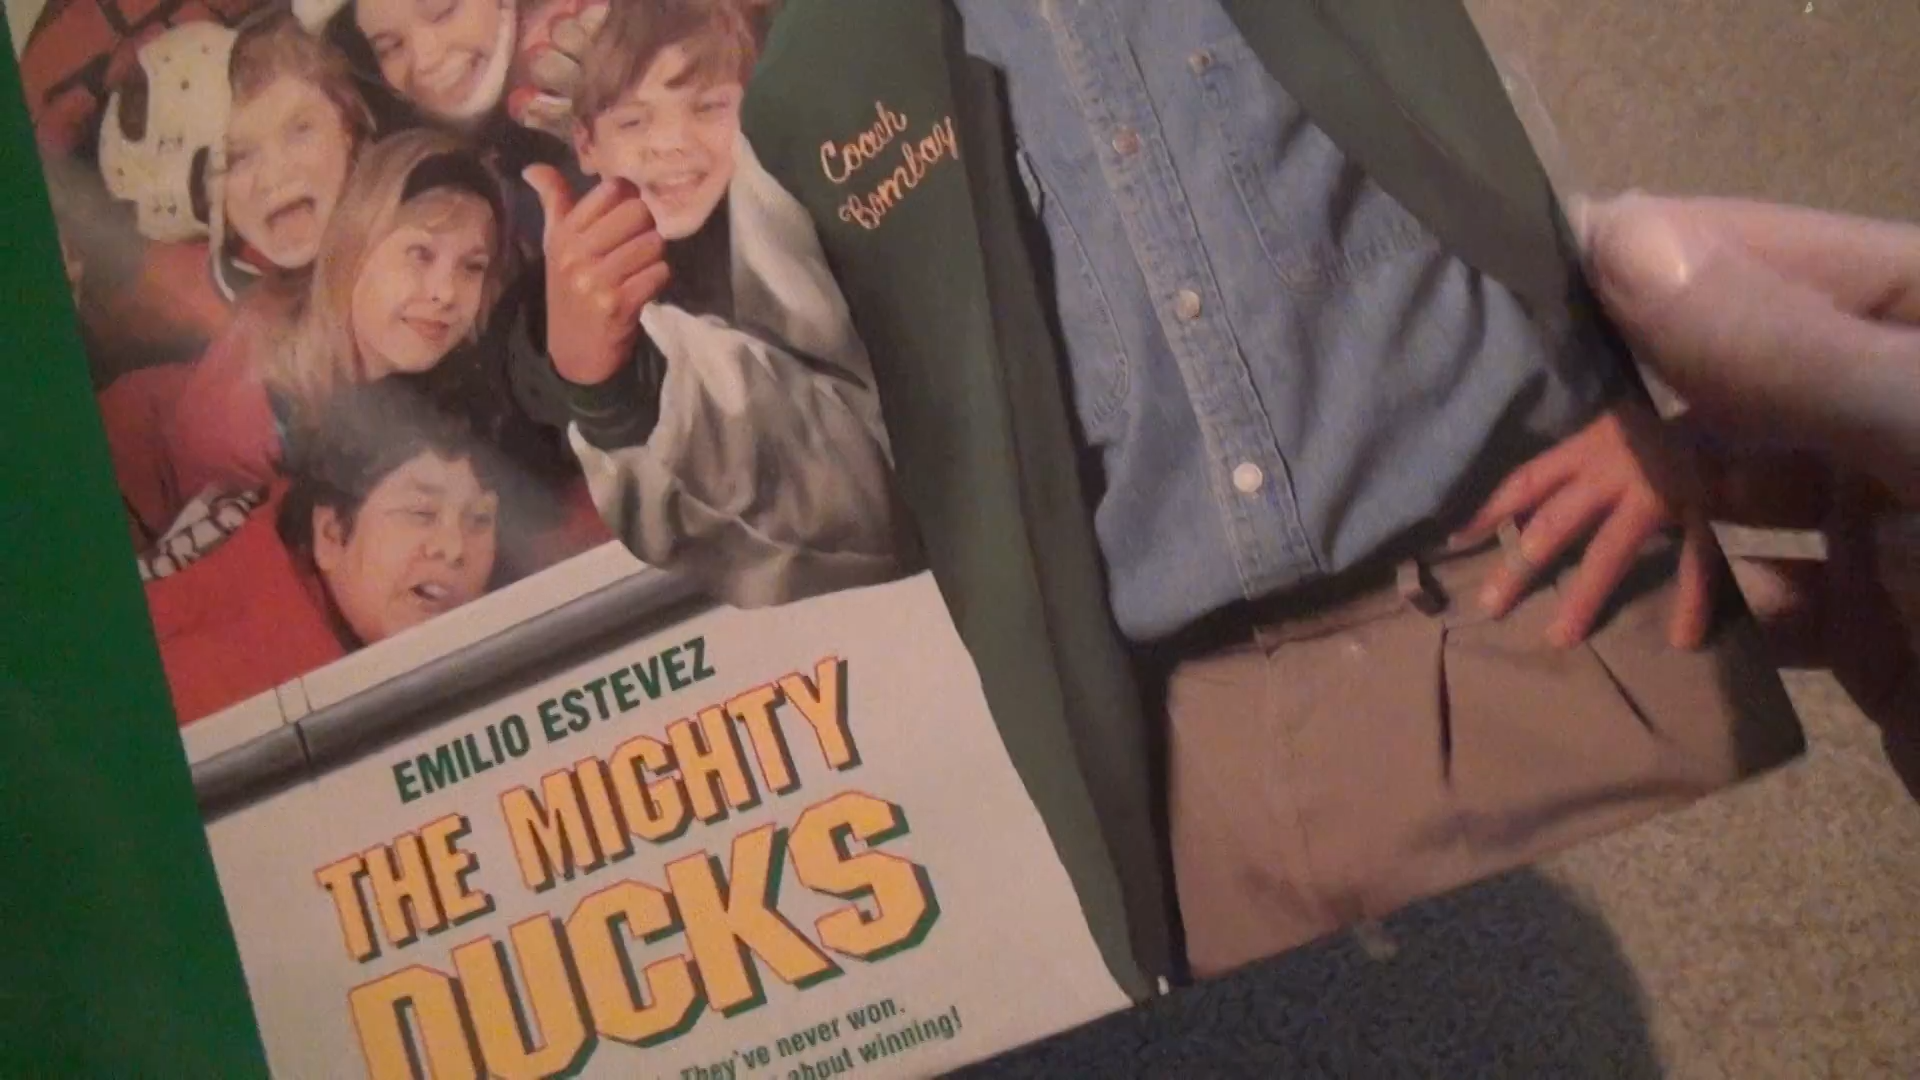 Coach
Bombay
EMILIO ESTEVEZ
THE MIGHTY
DUCKS
They've never won.
about winning!